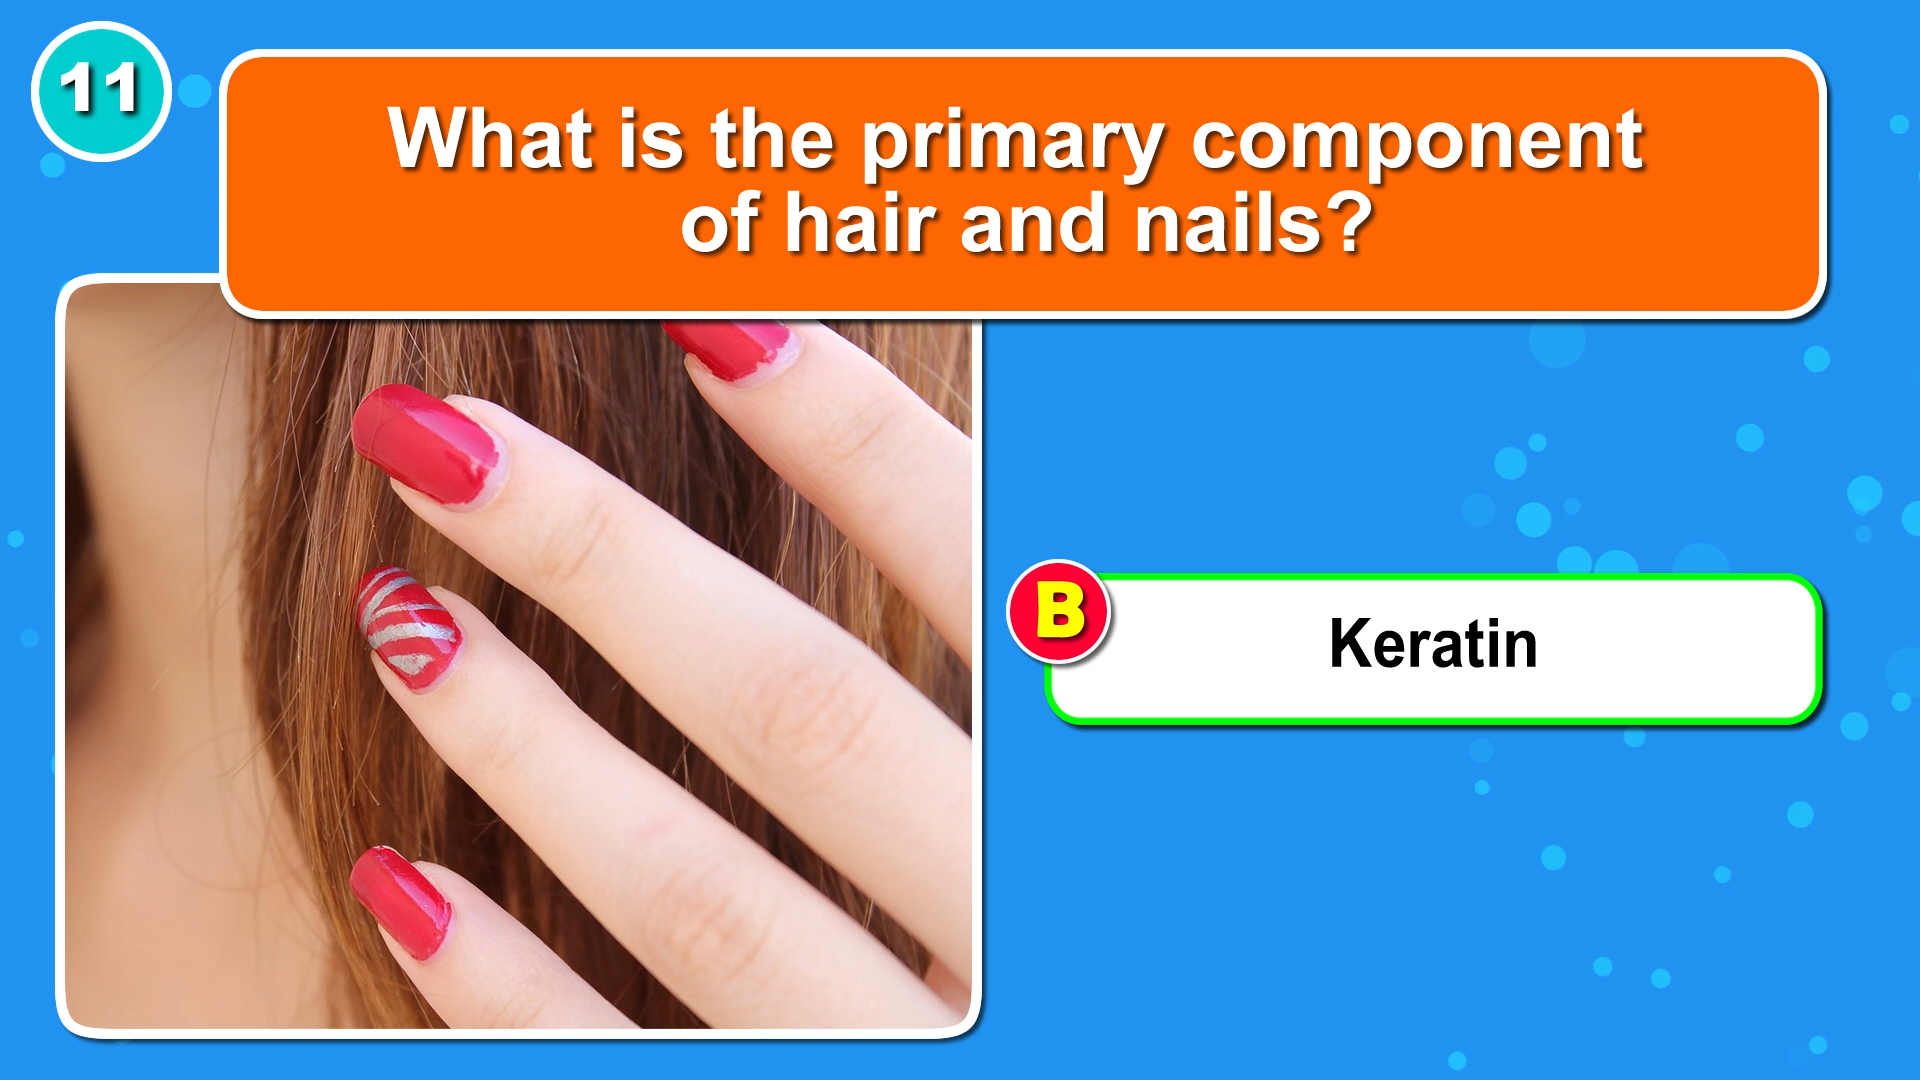 11
What is the primary component
of hair and nails?
B
Keratin